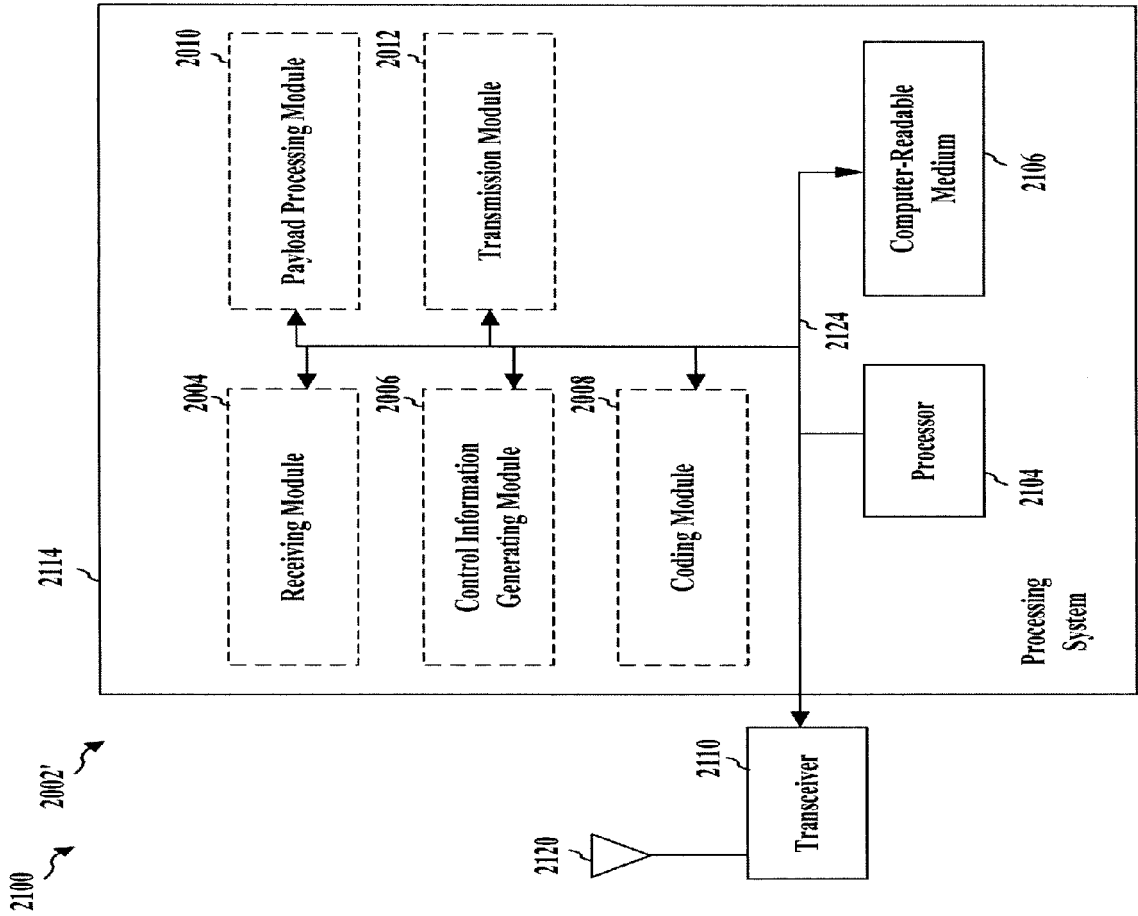 2100
2002'
2114
2004
Receiving Module
2010
Payload Processing Module
2006
Control Information
Generating Module
2012
Transmission Module
2008
Coding Module
2120
2110
Transceiver
2124
Processing
System
Processor
2104
Computer-Readable
Medium
2106